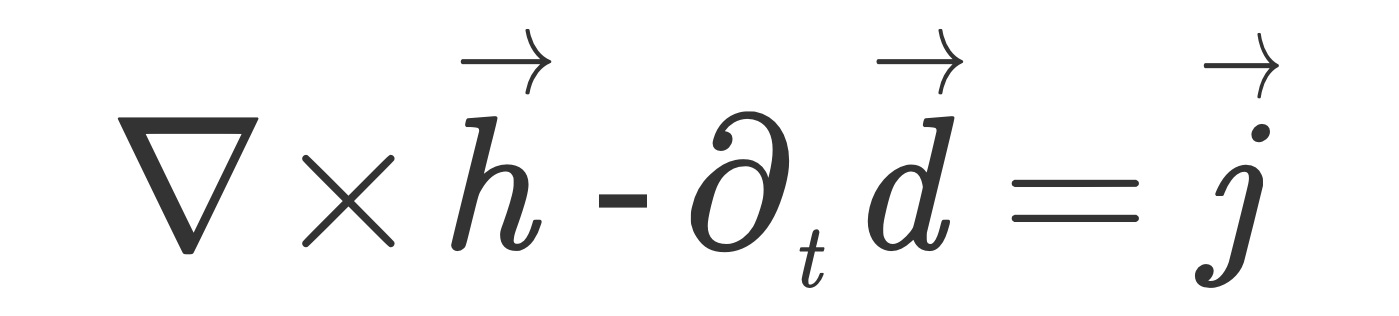 ∇ × h⃗ - ∂ₜ d⃗ = j⃗